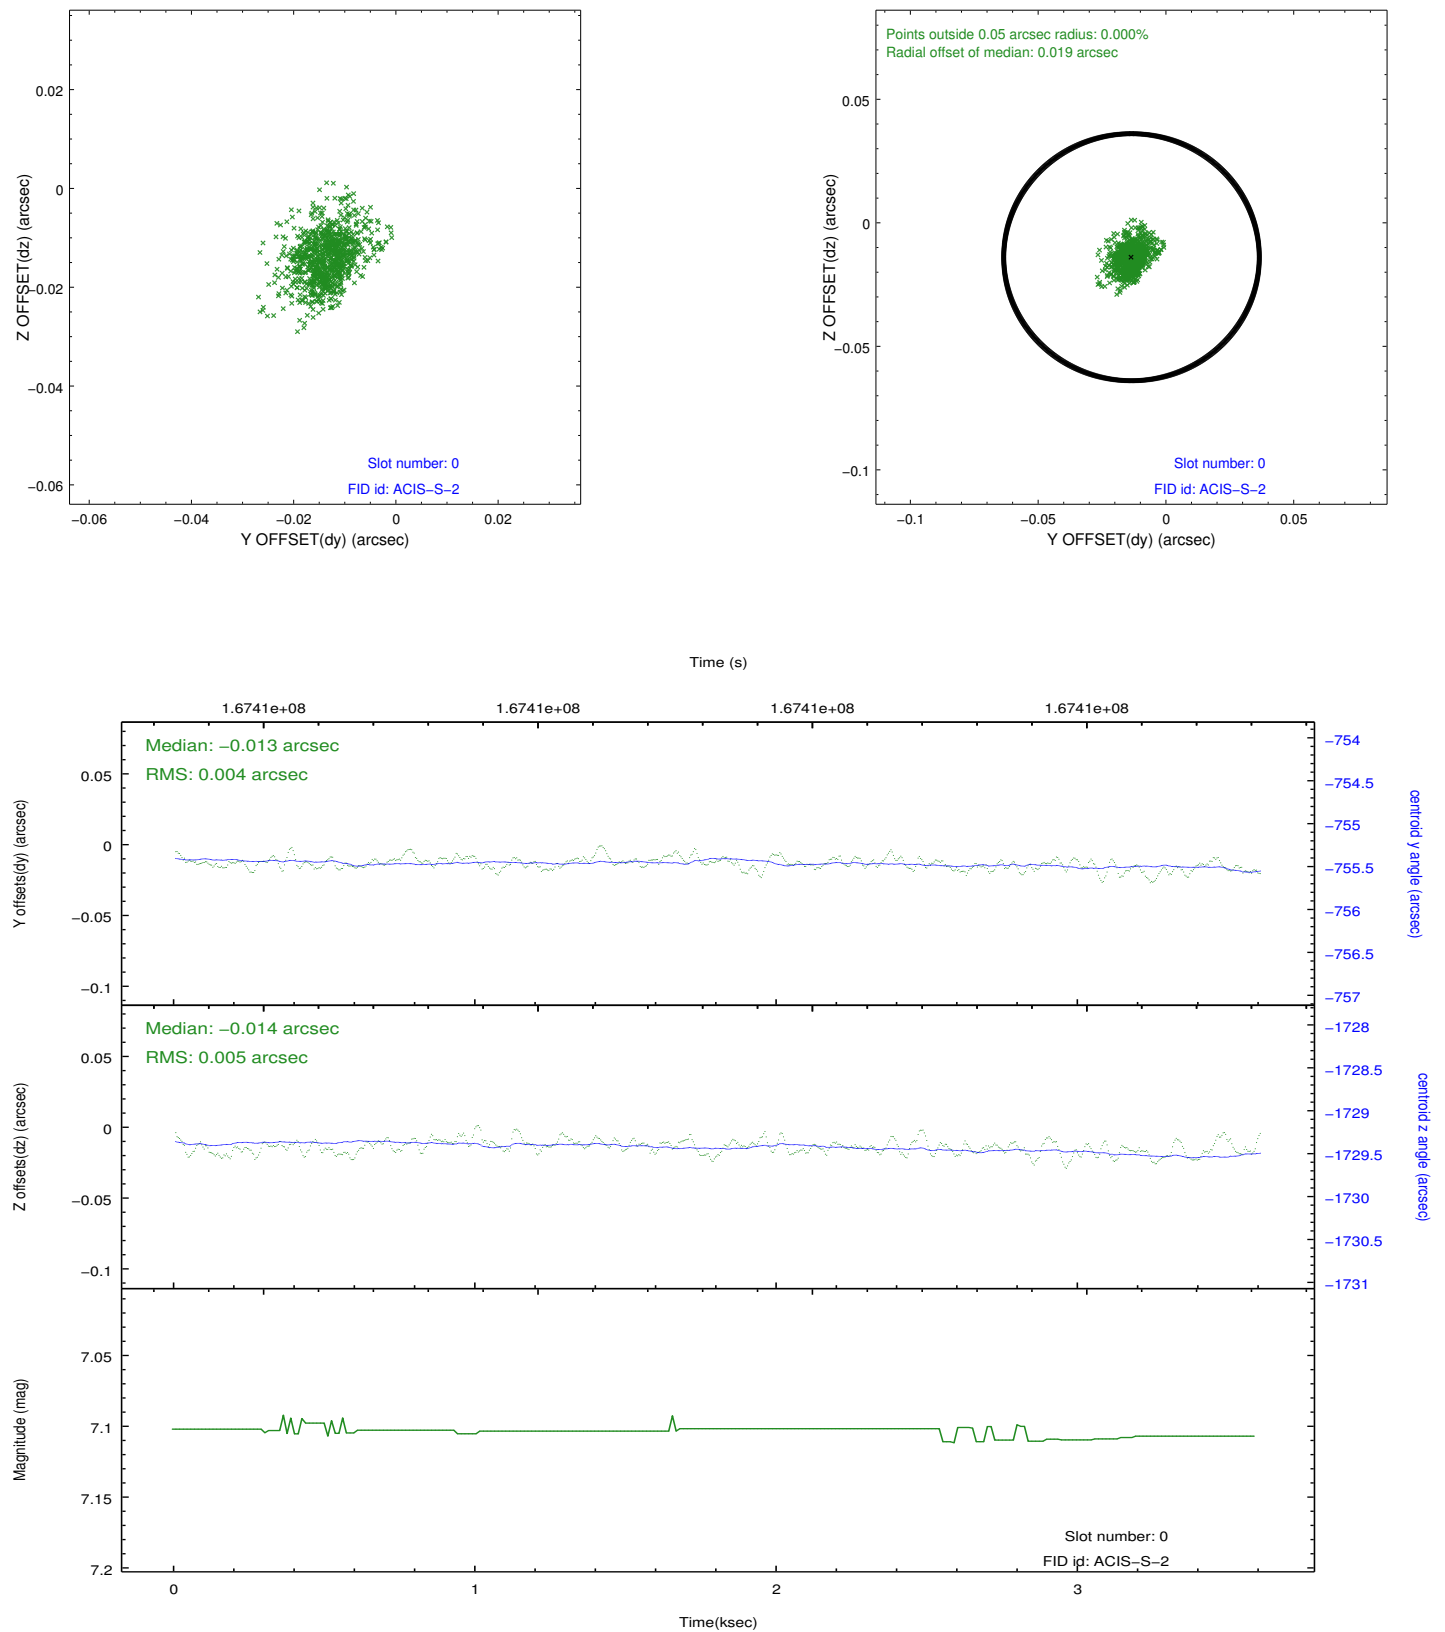 0.02
0
−0.02
−0.04
−0.06
Z OFFSET(dz) (arcsec)
Slot number: 0
FID id: ACIS−S−2
−0.06
−0.04
−0.02
0
0.02
Y OFFSET(dy) (arcsec)
Points outside 0.05 arcsec radius: 0.000%
Radial offset of median: 0.019 arcsec
0.05
0
−0.05
−0.1
Z OFFSET(dz) (arcsec)
Slot number: 0
FID id: ACIS−S−2
−0.1
−0.05
0
0.05
Y OFFSET(dy) (arcsec)
Time (s)
1.6741e+08
1.6741e+08
1.6741e+08
1.6741e+08
Median: −0.013 arcsec
RMS: 0.004 arcsec
0.05
0
−0.05
−0.1
Y offsets(dy) (arcsec)
−754
−754.5
−755
−755.5
−756
−756.5
−757
centroid y angle (arcsec)
Median: −0.014 arcsec
RMS: 0.005 arcsec
0.05
0
−0.05
−0.1
Z offsets(dz) (arcsec)
−1728
−1728.5
−1729
−1729.5
−1730
−1730.5
−1731
centroid z angle (arcsec)
7.05
7.1
7.15
7.2
Magnitude (mag)
Slot number: 0
FID id: ACIS−S−2
0
1
2
3
Time(ksec)